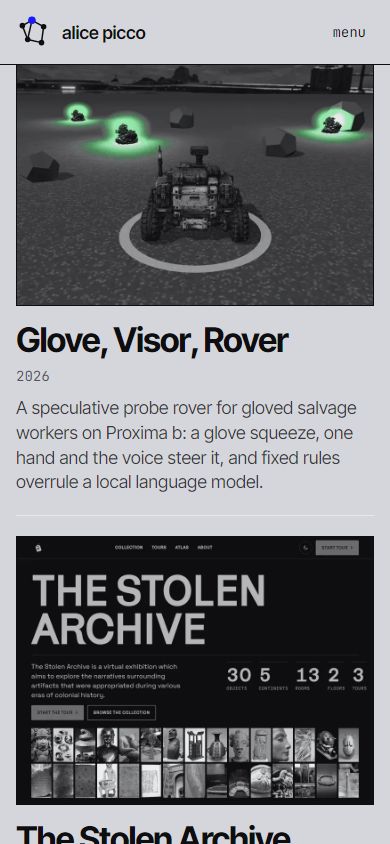 alice picco
menu
Glove, Visor, Rover
2026
A speculative probe rover for gloved salvage
workers on Proxima b: a glove squeeze, one
hand and the voice steer it, and fixed rules
overrule a local language model.
COLLECTION TOURS ATLAS ABOUT
START TOUR
THE STOLEN
ARCHIVE
The Stolen Archive is a virtual exhibition which
aims to explore the narratives surrounding
artifacts that were appropriated during various
eras of colonial history.
30 5 13 2 3
OBJECTS CONTINENTS ROOMS FLOORS TOURS
START THE TOUR
BROWSE THE COLLECTION
The Stolen Archive